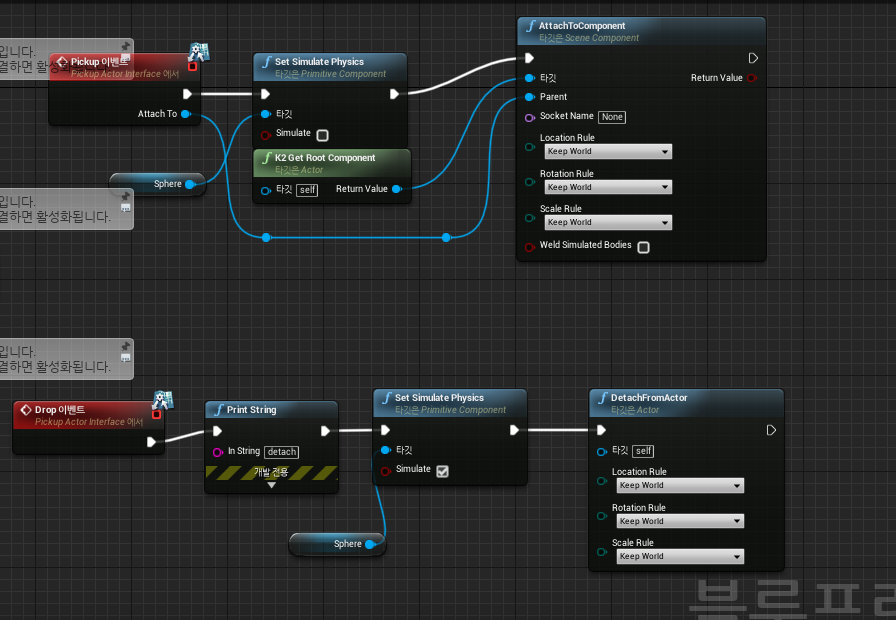 입니다.
결하면 활성화됩니다.
Pickup 이벤트
Pickup Actor Interface 에서
Attach To
Set Simulate Physics
타깃은 Primitive Component
타깃
Simulate
AttachToComponent
타깃은 Scene Component
타깃
Return Value
Parent
Socket Name None
Location Rule
Keep World
Rotation Rule
Keep World
Scale Rule
Keep World
Weld Simulated Bodies
K2 Get Root Component
타깃은 Actor
타깃 self Return Value
Sphere
입니다.
결하면 활성화됩니다.
입니다.
결하면 활성화됩니다.
Drop 이벤트
Pickup Actor Interface 에서
Print String
In String detach
개발 전용
Set Simulate Physics
타깃은 Primitive Component
타깃
Simulate
Sphere
DetachFromActor
타깃은 Actor
타깃 self
Location Rule
Keep World
Rotation Rule
Keep World
Scale Rule
Keep World
블루프